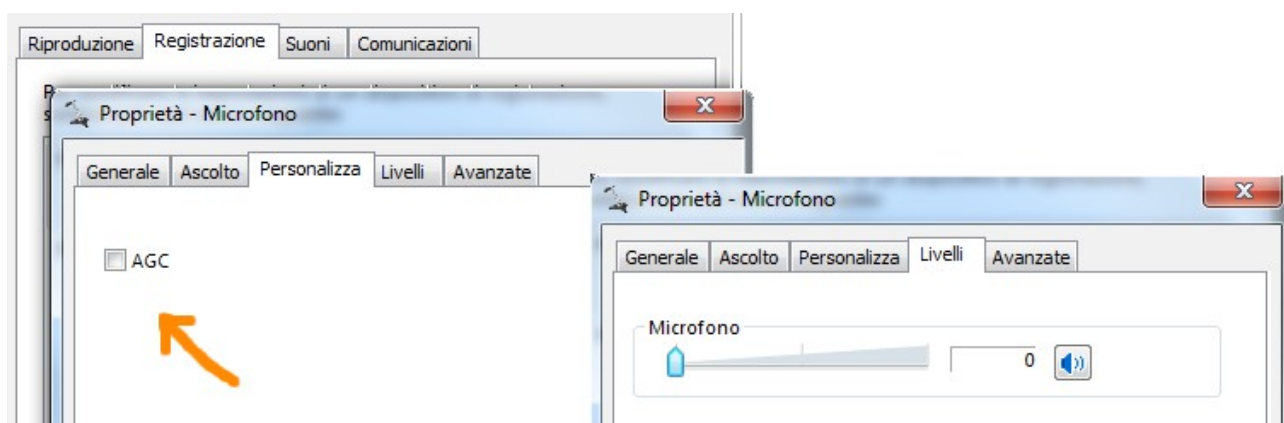 Riproduzione Registrazione Suoni Comunicazioni
Proprietà - Microfono
Generale Ascolto Personalizza Livelli Avanzate
AGC
Proprietà - Microfono
Generale Ascolto Personalizza Livelli Avanzate
Microfono
0